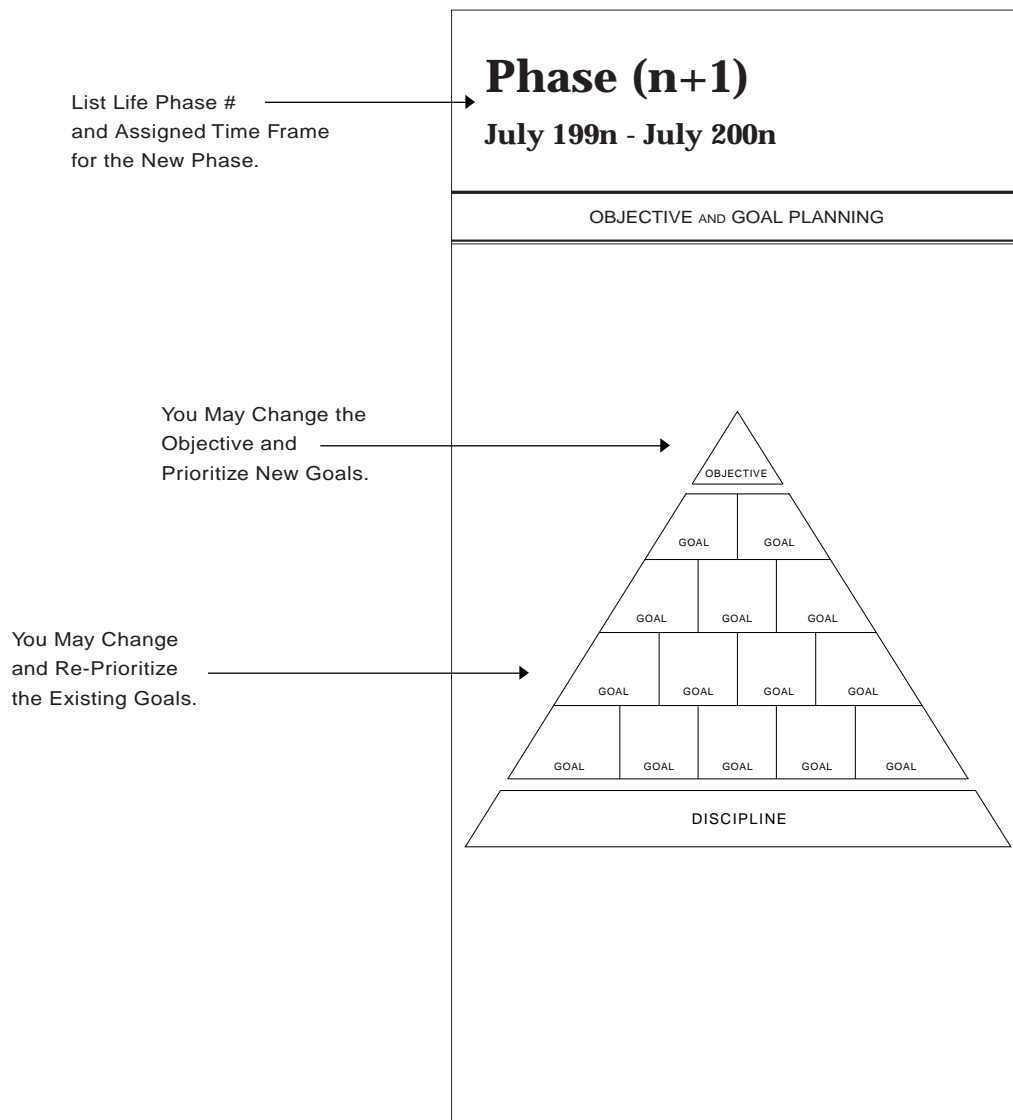 Phase (n+1)
July 199n - July 200n
List Life Phase #
and Assigned Time Frame
for the New Phase.
OBJECTIVE AND GOAL PLANNING
You May Change the
Objective and
Prioritize New Goals.
OBJECTIVE
GOAL GOAL
GOAL GOAL GOAL
You May Change
and Re-Prioritize
the Existing Goals.
GOAL GOAL GOAL GOAL
GOAL GOAL GOAL GOAL GOAL
DISCIPLINE